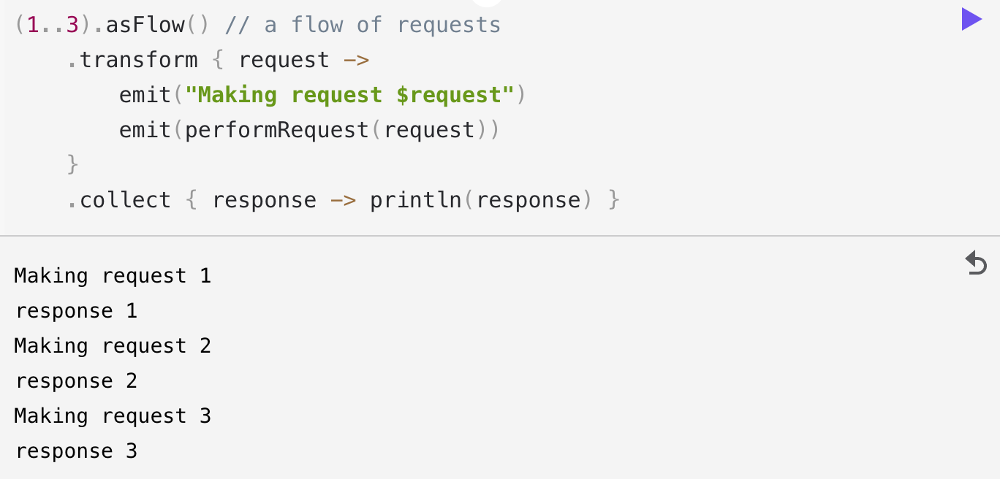 (1..3).asFlow() // a flow of requests
    .transform { request ->
        emit("Making request $request")
        emit(performRequest(request))
    }
    .collect { response -> println(response) }
Making request 1
response 1
Making request 2
response 2
Making request 3
response 3